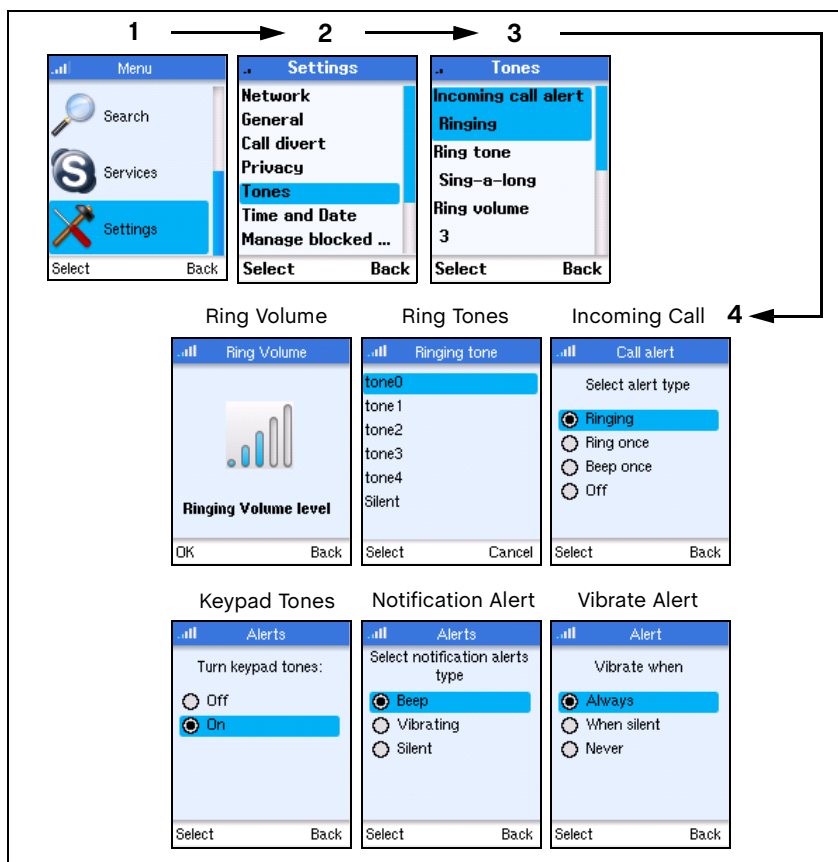 1 2 3
Menu
Search
Services
Settings
Select Back
Settings
Network
General
Call divert
Privacy
Tones
Time and Date
Manage blocked ...
Select Back
Tones
Incoming call alert
Ringing
Ring tone
Sing-a-long
Ring volume
3
Select Back
4
Ring Volume
Ring Volume
Ringing Volume level
OK Back
Ring Tones
Ringing tone
tone0
tone1
tone2
tone3
tone4
Silent
Select Cancel
Incoming Call
Call alert
Select alert type
Ringing
Ring once
Beep once
Off
Select Back
Keypad Tones
Alerts
Turn keypad tones:
Off
On
Select Back
Notification Alert
Alerts
Select notification alerts
type
Beep
Vibrating
Silent
Select Back
Vibrate Alert
Alert
Vibrate when
Always
When silent
Never
Select Back